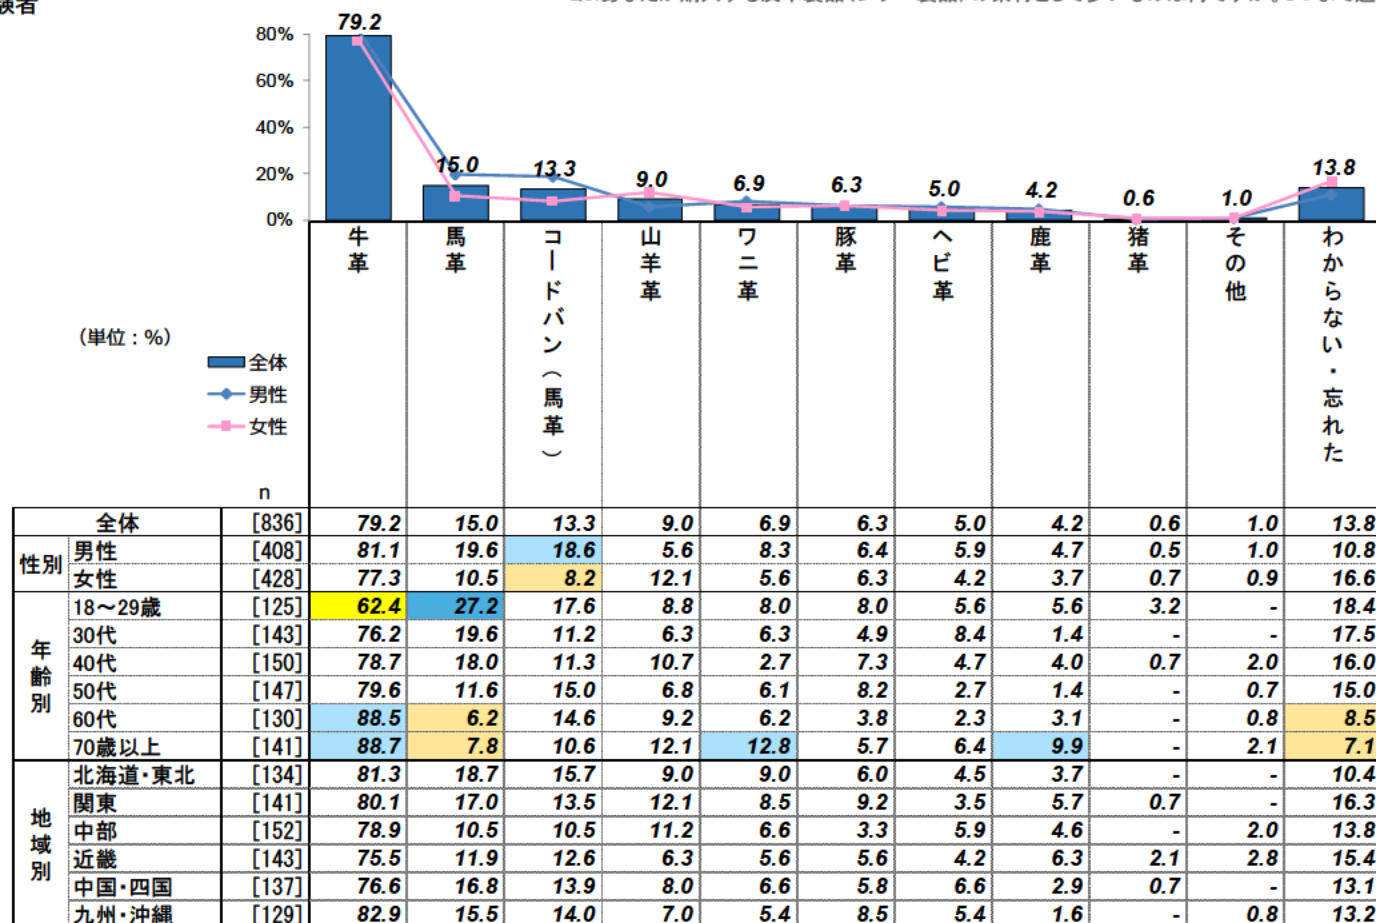 験者
79.2
80%
60%
40%
20%
0%
15.0
13.3
9.0
6.9
6.3
5.0
4.2
0.6
1.0
13.8
牛革
馬革
コードバン（馬革）
山羊革
ワニ革
豚革
ヘビ革
鹿革
猪革
その他
わからない・忘れた
（単位：%）
全体
男性
女性
n
全体 [836] 79.2 15.0 13.3 9.0 6.9 6.3 5.0 4.2 0.6 1.0 13.8
性別
男性 [408] 81.1 19.6 18.6 5.6 8.3 6.4 5.9 4.7 0.5 1.0 10.8
女性 [428] 77.3 10.5 8.2 12.1 5.6 6.3 4.2 3.7 0.7 0.9 16.6
年齢別
18～29歳 [125] 62.4 27.2 17.6 8.8 8.0 8.0 5.6 5.6 3.2 - 18.4
30代 [143] 76.2 19.6 11.2 6.3 6.3 4.9 8.4 1.4 - - 17.5
40代 [150] 78.7 18.0 11.3 10.7 2.7 7.3 4.7 4.0 0.7 2.0 16.0
50代 [147] 79.6 11.6 15.0 6.8 6.1 8.2 2.7 1.4 - 0.7 15.0
60代 [130] 88.5 6.2 14.6 9.2 6.2 3.8 2.3 3.1 - 0.8 8.5
70歳以上 [141] 88.7 7.8 10.6 12.1 12.8 5.7 6.4 9.9 - 2.1 7.1
地域別
北海道・東北 [134] 81.3 18.7 15.7 9.0 9.0 6.0 4.5 3.7 - - 10.4
関東 [141] 80.1 17.0 13.5 12.1 8.5 9.2 3.5 5.7 0.7 - 16.3
中部 [152] 78.9 10.5 10.5 11.2 6.6 3.3 5.9 4.6 - 2.0 13.8
近畿 [143] 75.5 11.9 12.6 6.3 5.6 5.6 4.2 6.3 2.1 2.8 15.4
中国・四国 [137] 76.6 16.8 13.9 8.0 6.6 5.8 6.6 2.9 0.7 - 13.1
九州・沖縄 [129] 82.9 15.5 14.0 7.0 5.4 8.5 5.4 1.6 - 0.8 13.2